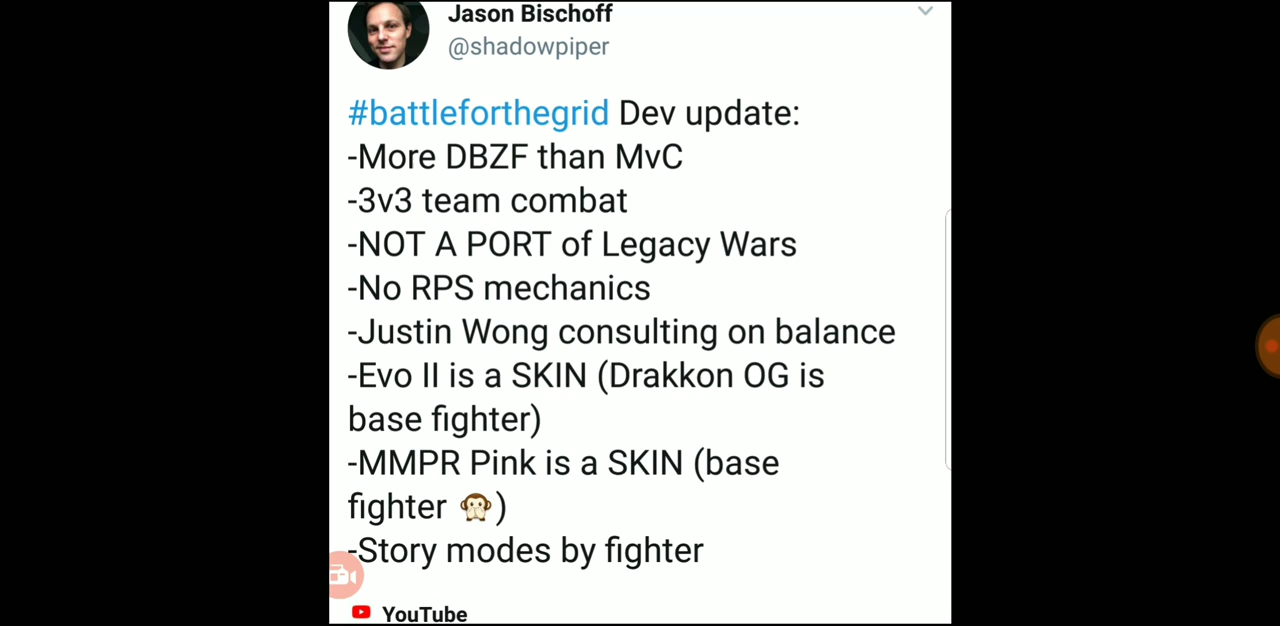 Jason Bischoff
@shadowpiper
#battleforthegrid Dev update:
-More DBZF than MvC
-3v3 team combat
-NOT A PORT of Legacy Wars
-No RPS mechanics
-Justin Wong consulting on balance
-Evo II is a SKIN (Drakkon OG is
base fighter)
-MMPR Pink is a SKIN (base
fighter 🙊)
-Story modes by fighter
YouTube